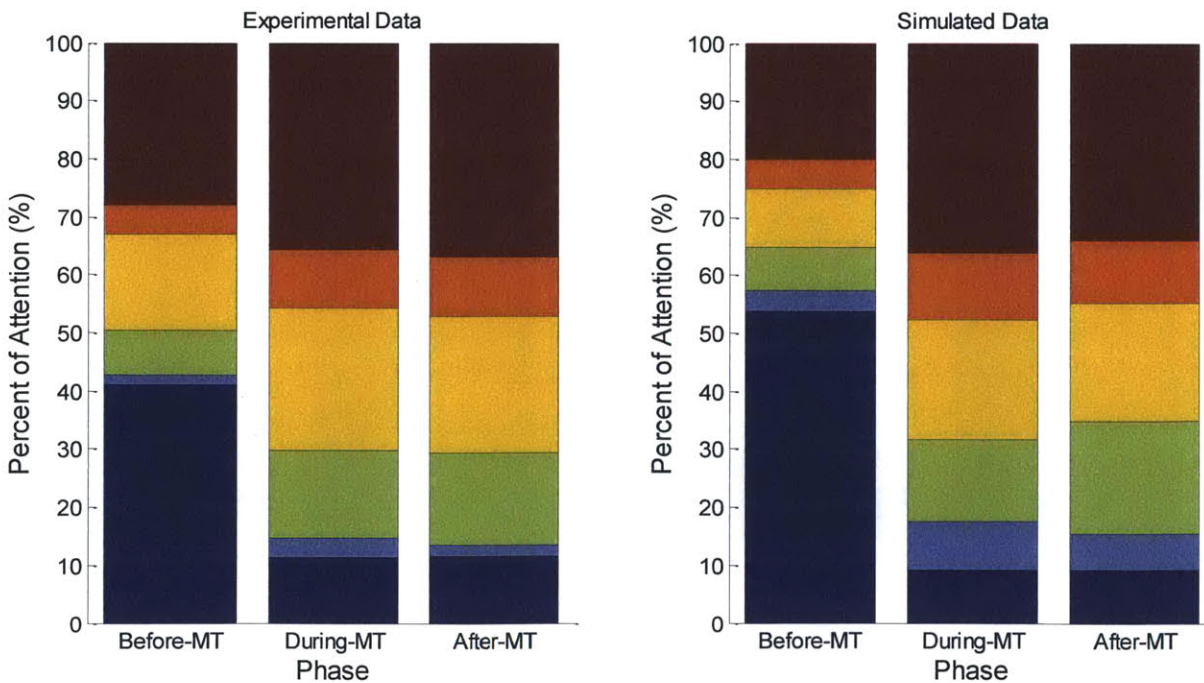 Experimental Data
Percent of Attention (%)
100
90
80
70
60
50
40
30
20
10
0
Before-MT
During-MT
After-MT
Phase
Simulated Data
Percent of Attention (%)
100
90
80
70
60
50
40
30
20
10
0
Before-MT
During-MT
After-MT
Phase